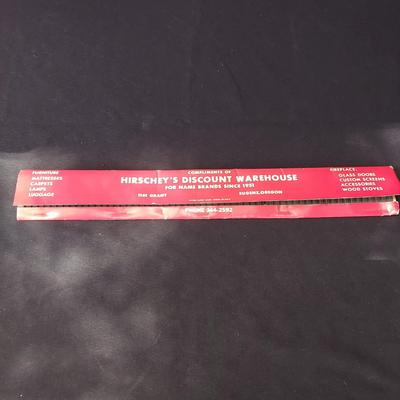 FURNITURE
MATTRESSES
CARPETS
LAMPS
LUGGAGE
COMPLIMENTS OF
HIRSCHEY'S DISCOUNT WAREHOUSE
FOR NAME BRANDS SINCE 1951
GRANT EUGENE, OREGON
FIREPLACE:
GLASS DOORS
CUSTOM SCREENS
ACCESSORIES
WOOD STOVES
PHONE 344-2592